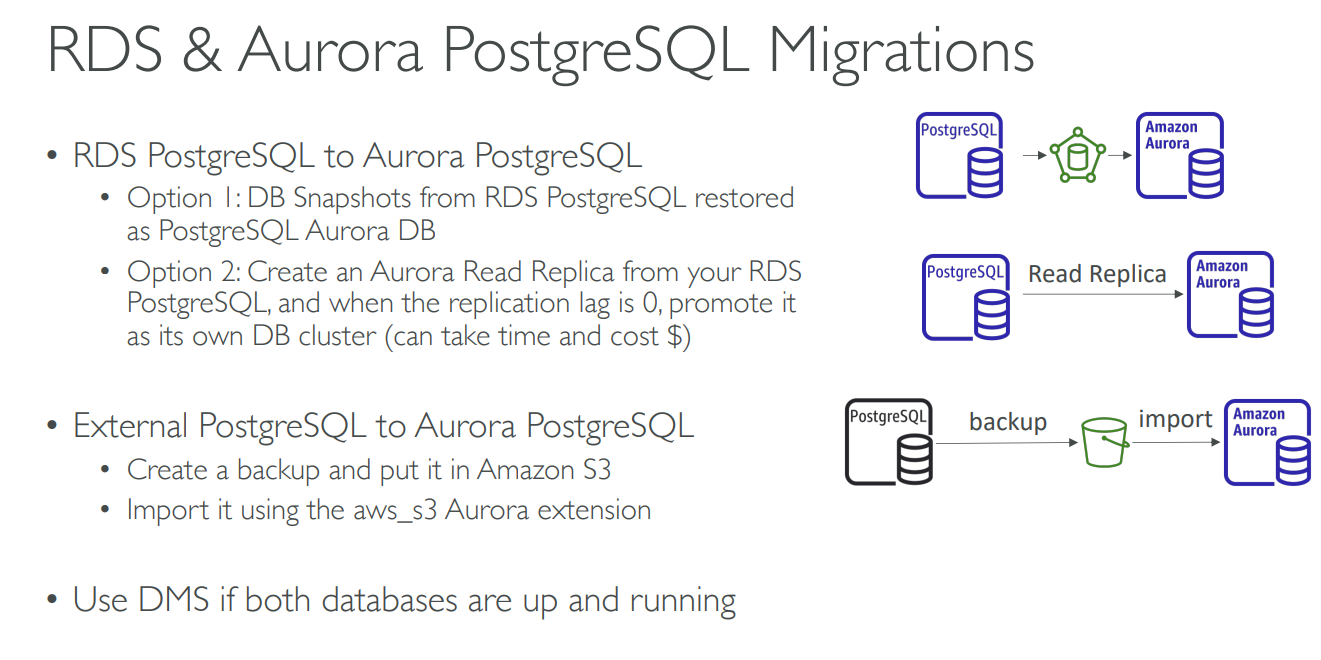 RDS & Aurora PostgreSQL Migrations
• RDS PostgreSQL to Aurora PostgreSQL
• Option 1: DB Snapshots from RDS PostgreSQL restored
as PostgreSQL Aurora DB
• Option 2: Create an Aurora Read Replica from your RDS
PostgreSQL, and when the replication lag is 0, promote it
as its own DB cluster (can take time and cost $)
• External PostgreSQL to Aurora PostgreSQL
• Create a backup and put it in Amazon S3
• Import it using the aws_s3 Aurora extension
• Use DMS if both databases are up and running
PostgreSQL
Amazon
Aurora
PostgreSQL
Read Replica
Amazon
Aurora
PostgreSQL
backup
import
Amazon
Aurora